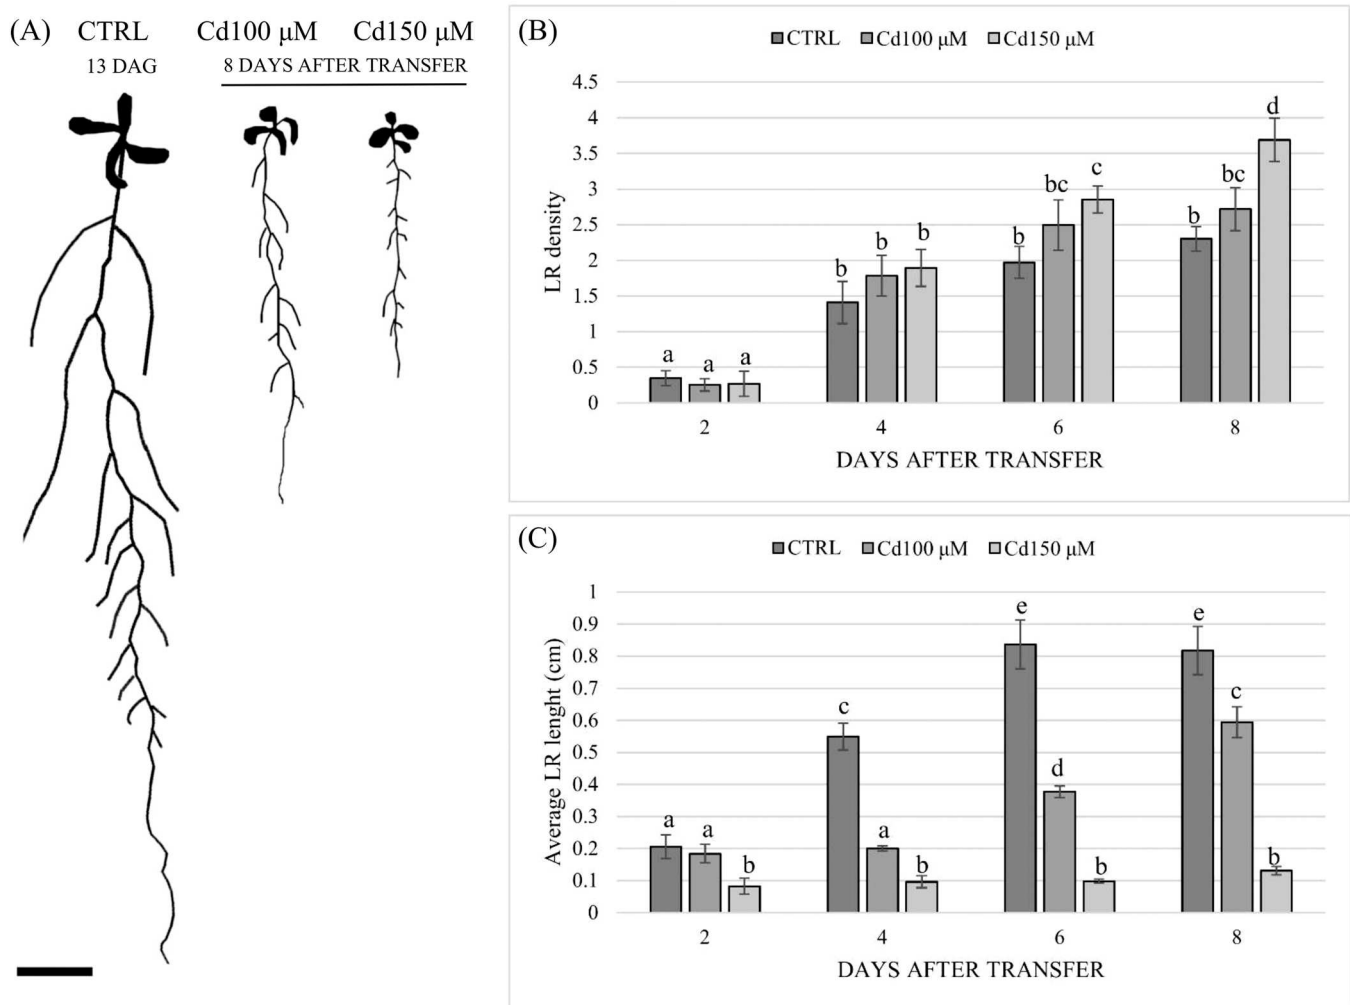 (A) CTRL Cd100 μM Cd150 μM
13 DAG 8 DAYS AFTER TRANSFER
(B)
CTRL Cd100 μM Cd150 μM
LR density
4.5
4
3.5
3
2.5
2
1.5
1
0.5
0
a a a
b b b
b bc c
b bc d
2 4 6 8
DAYS AFTER TRANSFER
(C)
CTRL Cd100 μM Cd150 μM
Average LR lenght (cm)
1
0.9
0.8
0.7
0.6
0.5
0.4
0.3
0.2
0.1
0
a a b
c a b
e d b
e c b
2 4 6 8
DAYS AFTER TRANSFER